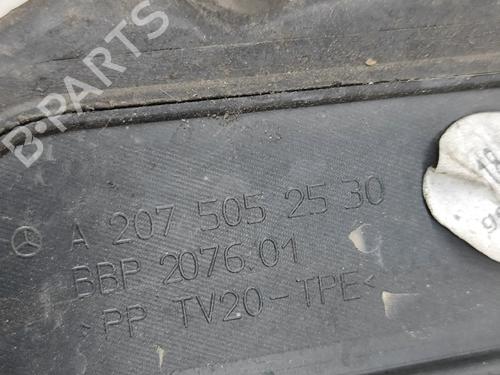 B-PARTS
A 207 505 25 30
BBP 2076.01
>PP TV20-TPE<